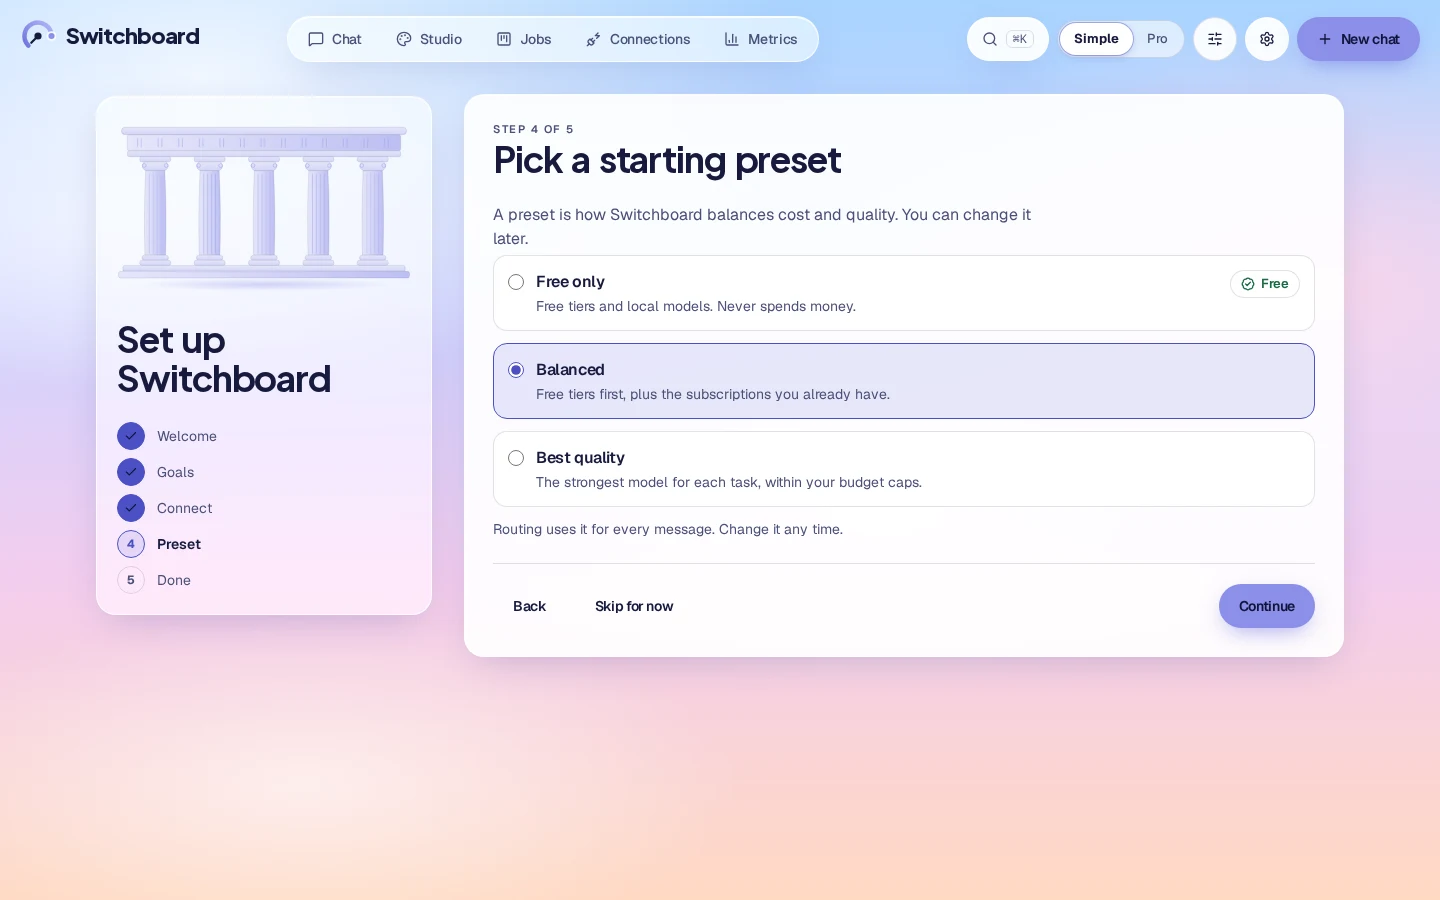 Switchboard
Chat
Studio
Jobs
Connections
Metrics
⌘K
Simple
Pro
New chat
Set up
Switchboard
Welcome
Goals
Connect
4
Preset
5
Done
STEP 4 OF 5
Pick a starting preset
A preset is how Switchboard balances cost and quality. You can change it
later.
Free only
Free
Free tiers and local models. Never spends money.
Balanced
Free tiers first, plus the subscriptions you already have.
Best quality
The strongest model for each task, within your budget caps.
Routing uses it for every message. Change it any time.
Back
Skip for now
Continue